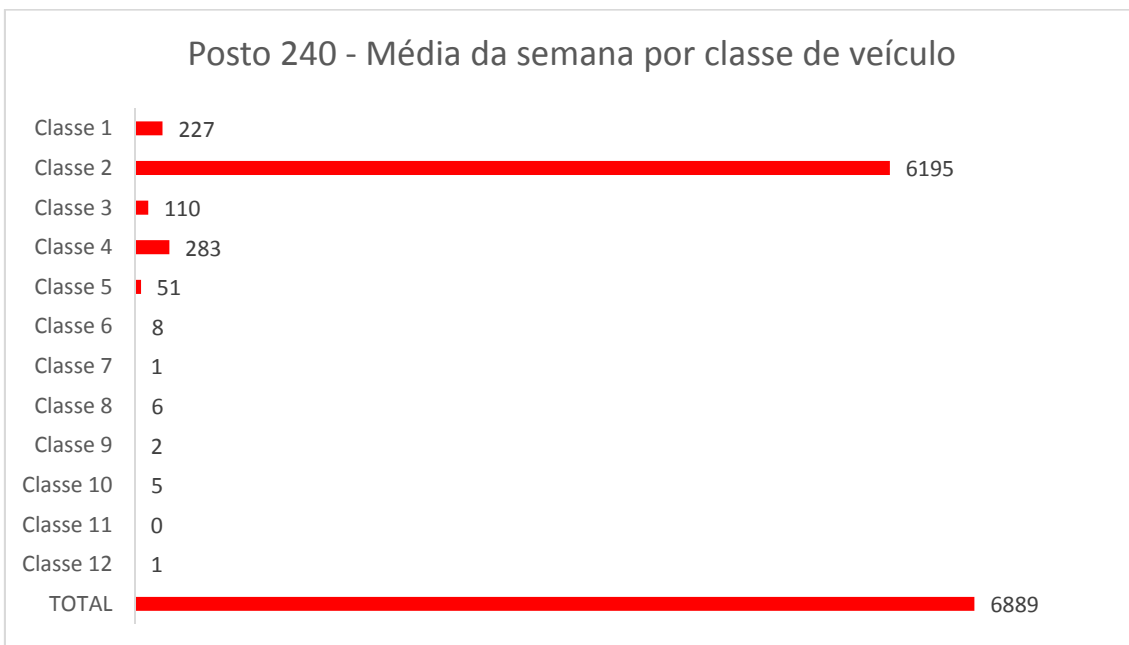 Posto 240 - Média da semana por classe de veículo
Classe 1 227
Classe 2 6195
Classe 3 110
Classe 4 283
Classe 5 51
Classe 6 8
Classe 7 1
Classe 8 6
Classe 9 2
Classe 10 5
Classe 11 0
Classe 12 1
TOTAL 6889